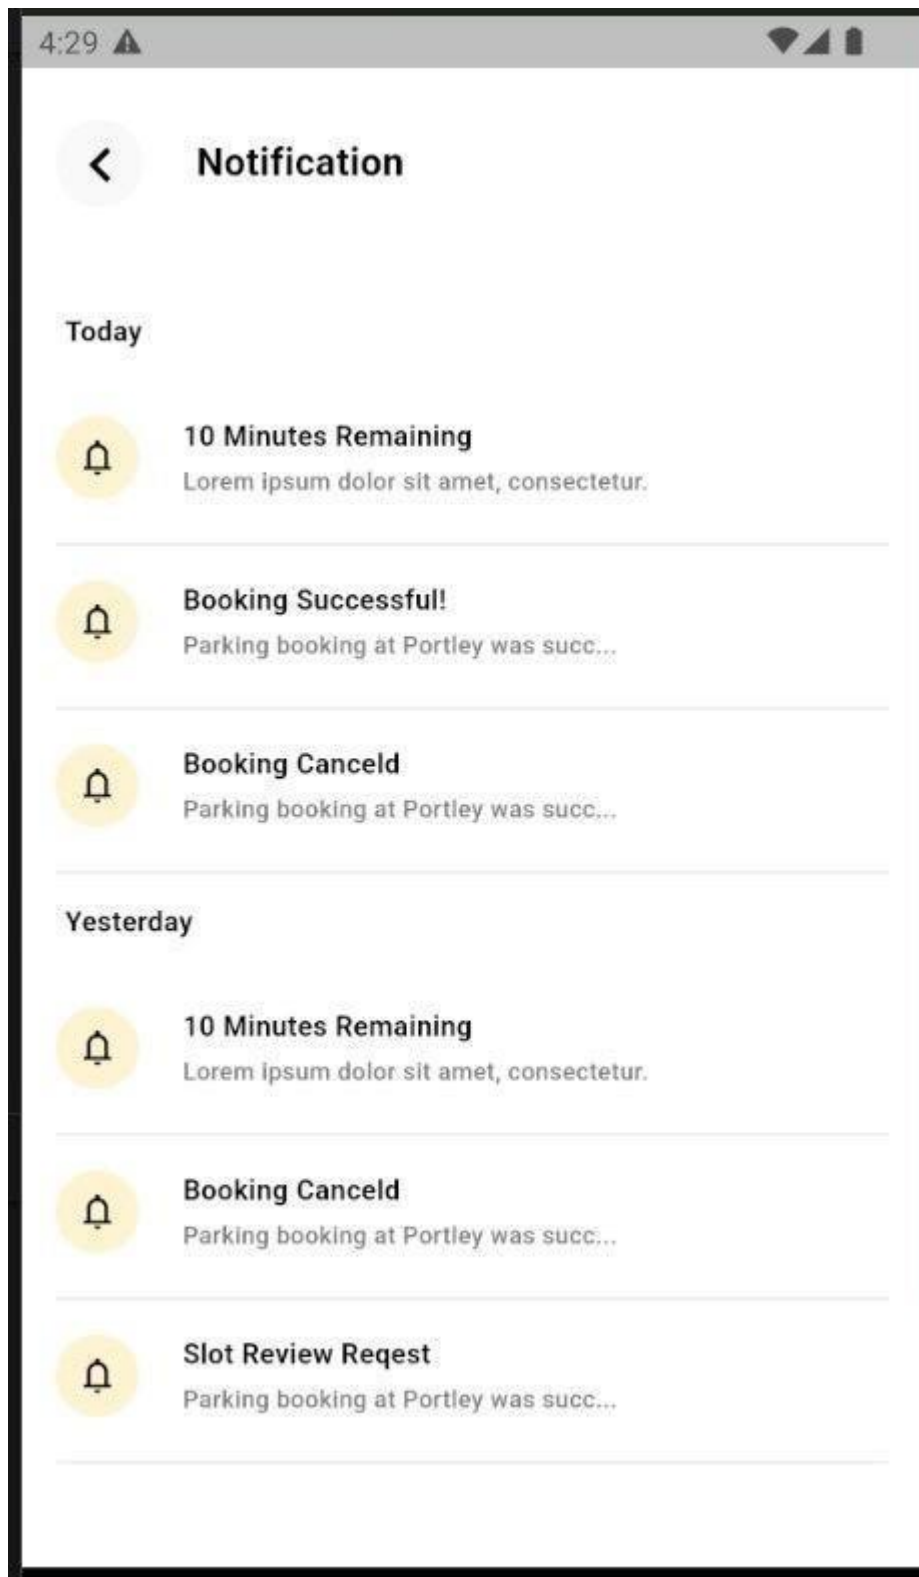 4:29
Notification
Today
10 Minutes Remaining
Lorem ipsum dolor sit amet, consectetur.
Booking Successful!
Parking booking at Portley was succ...
Booking Canceld
Parking booking at Portley was succ...
Yesterday
10 Minutes Remaining
Lorem ipsum dolor sit amet, consectetur.
Booking Canceld
Parking booking at Portley was succ...
Slot Review Reqest
Parking booking at Portley was succ...